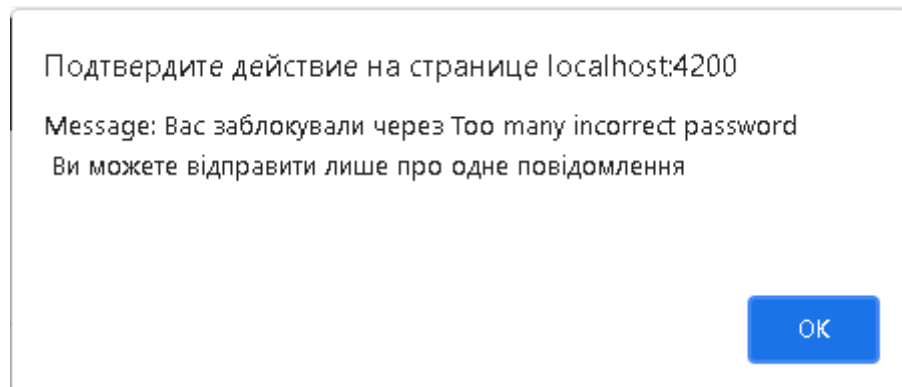 Подтвердите действие на странице localhost:4200
Message: Вас заблокували через Too many incorrect password
Ви можете відправити лише про одне повідомлення
ОК